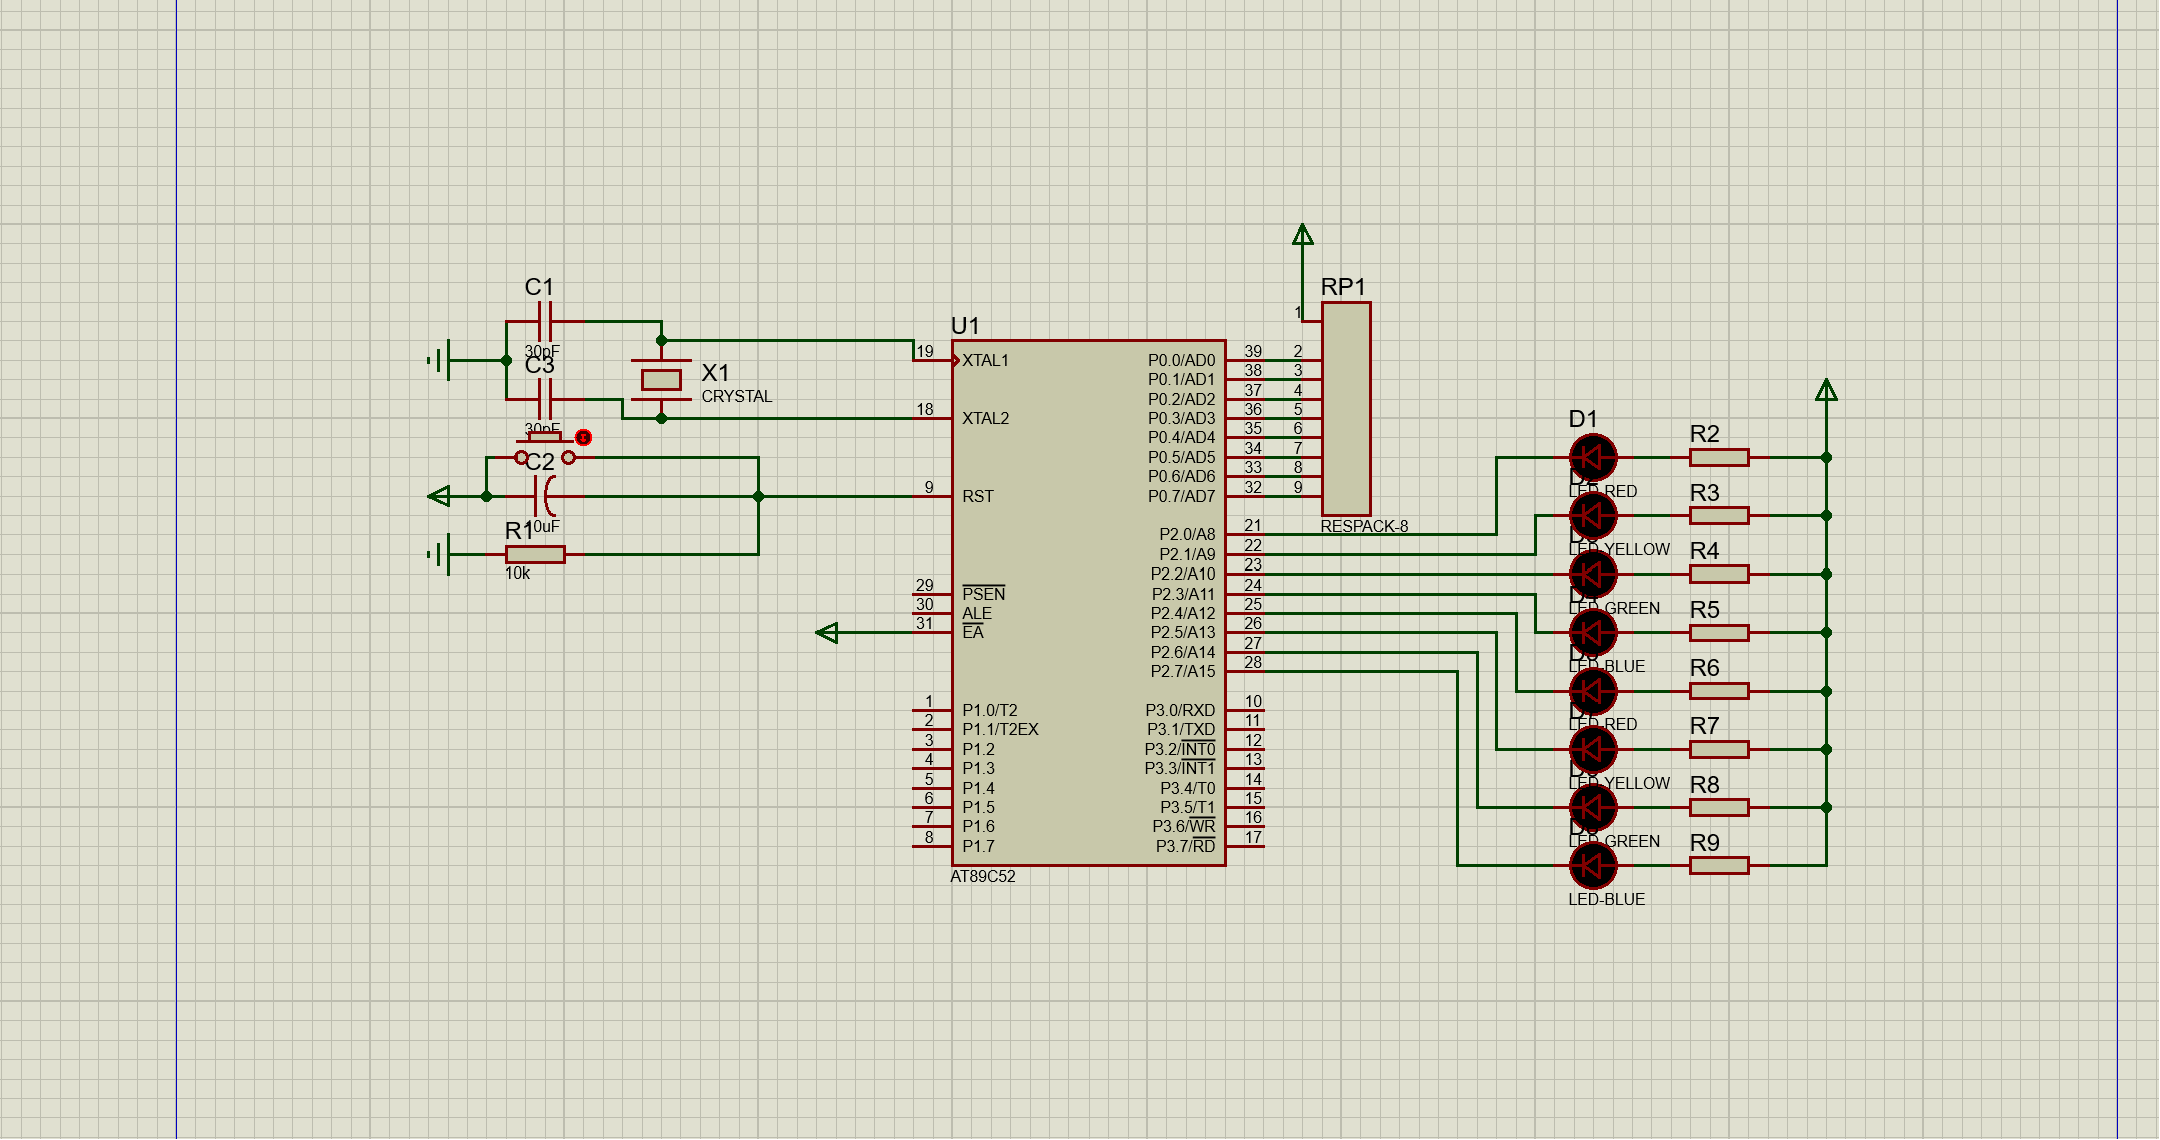 C1
30pF
C3
30pF
X1
CRYSTAL
C2
10uF
R1
10k
U1
19
XTAL1
18
XTAL2
9
RST
29
PSEN
30
ALE
31
EA
1
P1.0/T2
2
P1.1/T2EX
3
P1.2
4
P1.3
5
P1.4
6
P1.5
7
P1.6
8
P1.7
P0.0/AD0
39
P0.1/AD1
38
P0.2/AD2
37
P0.3/AD3
36
P0.4/AD4
35
P0.5/AD5
34
P0.6/AD6
33
P0.7/AD7
32
P2.0/A8
21
P2.1/A9
22
P2.2/A10
23
P2.3/A11
24
P2.4/A12
25
P2.5/A13
26
P2.6/A14
27
P2.7/A15
28
P3.0/RXD
10
P3.1/TXD
11
P3.2/INT0
12
P3.3/INT1
13
P3.4/T0
14
P3.5/T1
15
P3.6/WR
16
P3.7/RD
17
AT89C52
RP1
1
2
3
4
5
6
7
8
9
RESPACK-8
D1
LED-RED
R2
LED-YELLOW
R3
LED-GREEN
R4
LED-BLUE
R5
LED-RED
R6
LED-YELLOW
R7
LED-GREEN
R8
LED-BLUE
R9